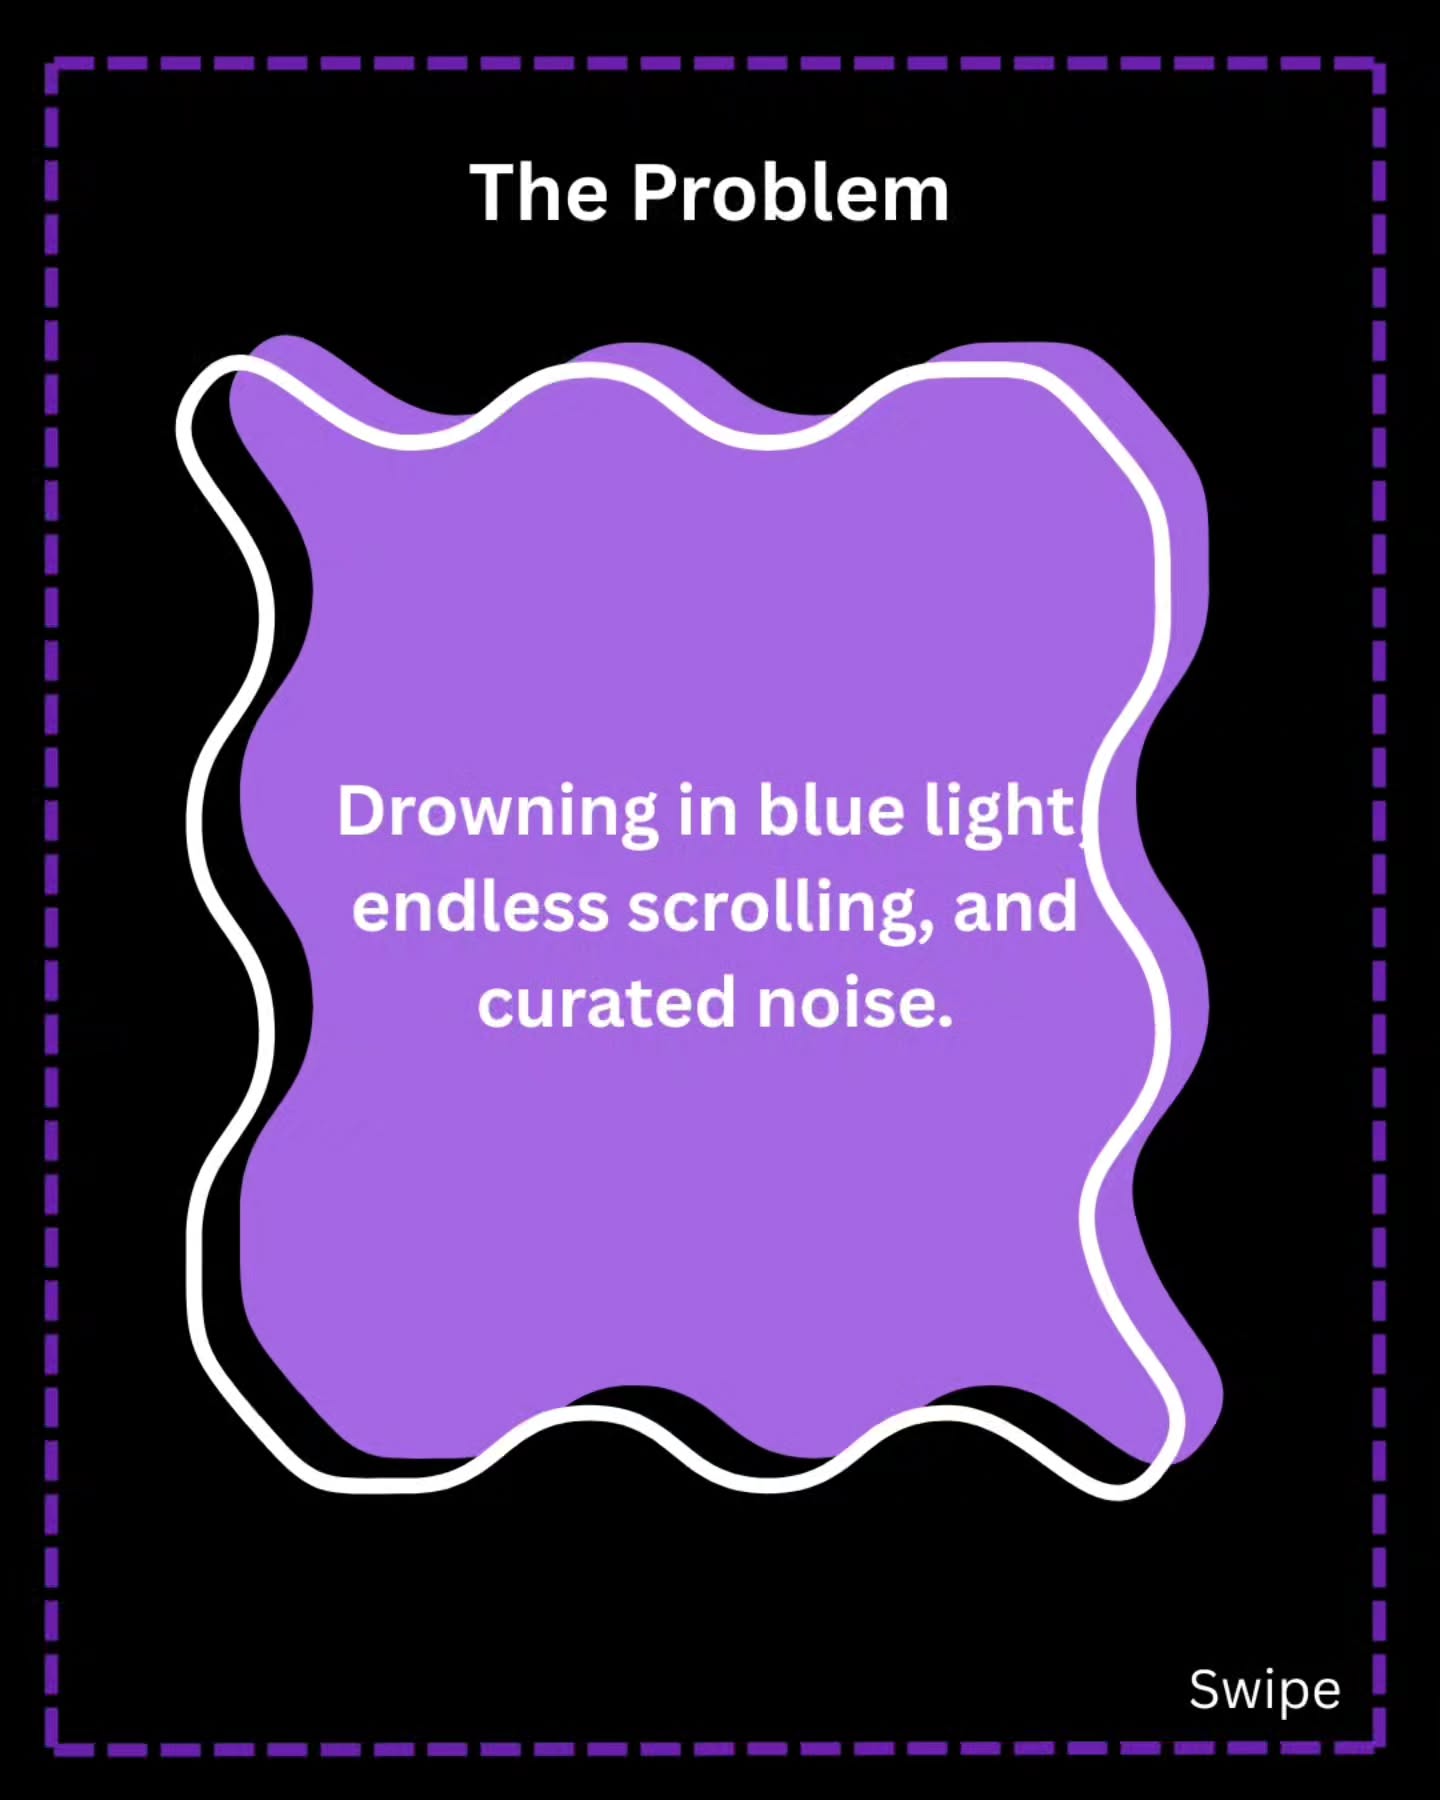 The Problem
Drowning in blue light,
endless scrolling, and
curated noise.
Swipe